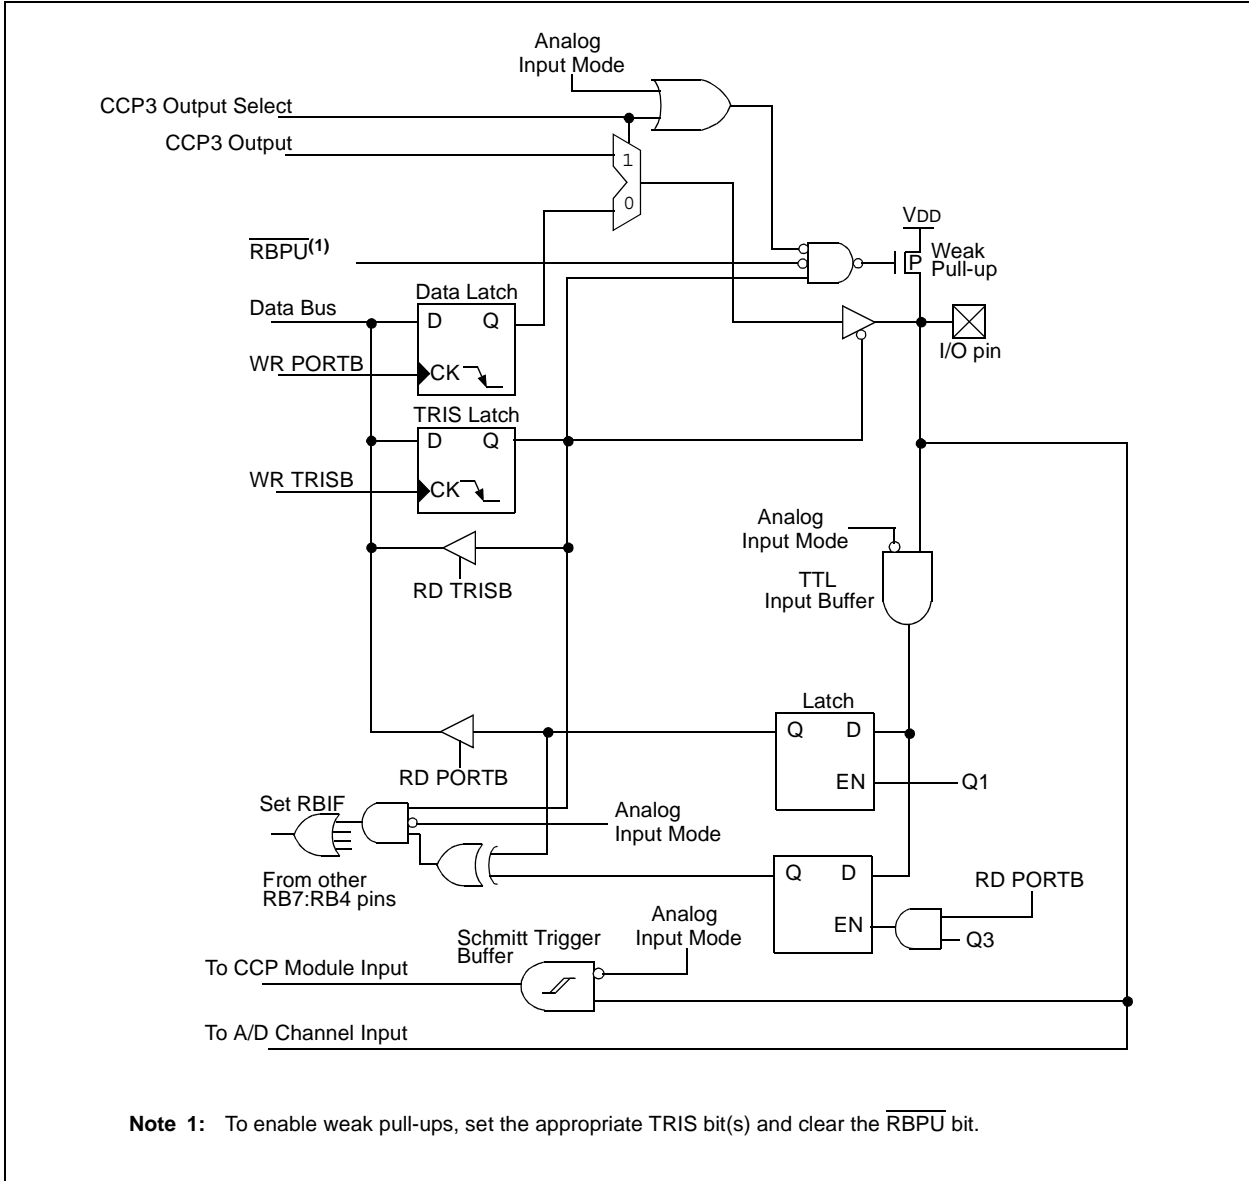 Analog
Input Mode
CCP3 Output Select
CCP3 Output
1
0
VDD
RBPU(1)
P
Weak
Pull-up
Data Bus
Data Latch
D Q
WR PORTB
CK
I/O pin
TRIS Latch
D Q
WR TRISB
CK
Analog
Input Mode
RD TRISB
TTL
Input Buffer
Latch
Q D
RD PORTB
EN
Q1
Set RBIF
Analog
Input Mode
From other
RB7:RB4 pins
Q D
RD PORTB
EN
Q3
Analog
Input Mode
Schmitt Trigger
Buffer
To CCP Module Input
To A/D Channel Input
Note 1: To enable weak pull-ups, set the appropriate TRIS bit(s) and clear the RBPU bit.